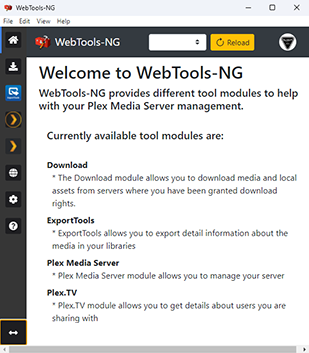 WebTools-NG
File Edit View Help
WebTools-NG
Reload
Welcome to WebTools-NG
WebTools-NG provides different tool modules to help
with your Plex Media Server management.
Currently available tool modules are:
Download
* The Download module allows you to download media and local
assets from servers where you have been granted download
rights.
ExportTools
* ExportTools allows you to export detail information about the
media in your libraries
Plex Media Server
* Plex Media Server module allows you to manage your server
Plex.TV
* Plex.TV module allows you to get details about users you are
sharing with